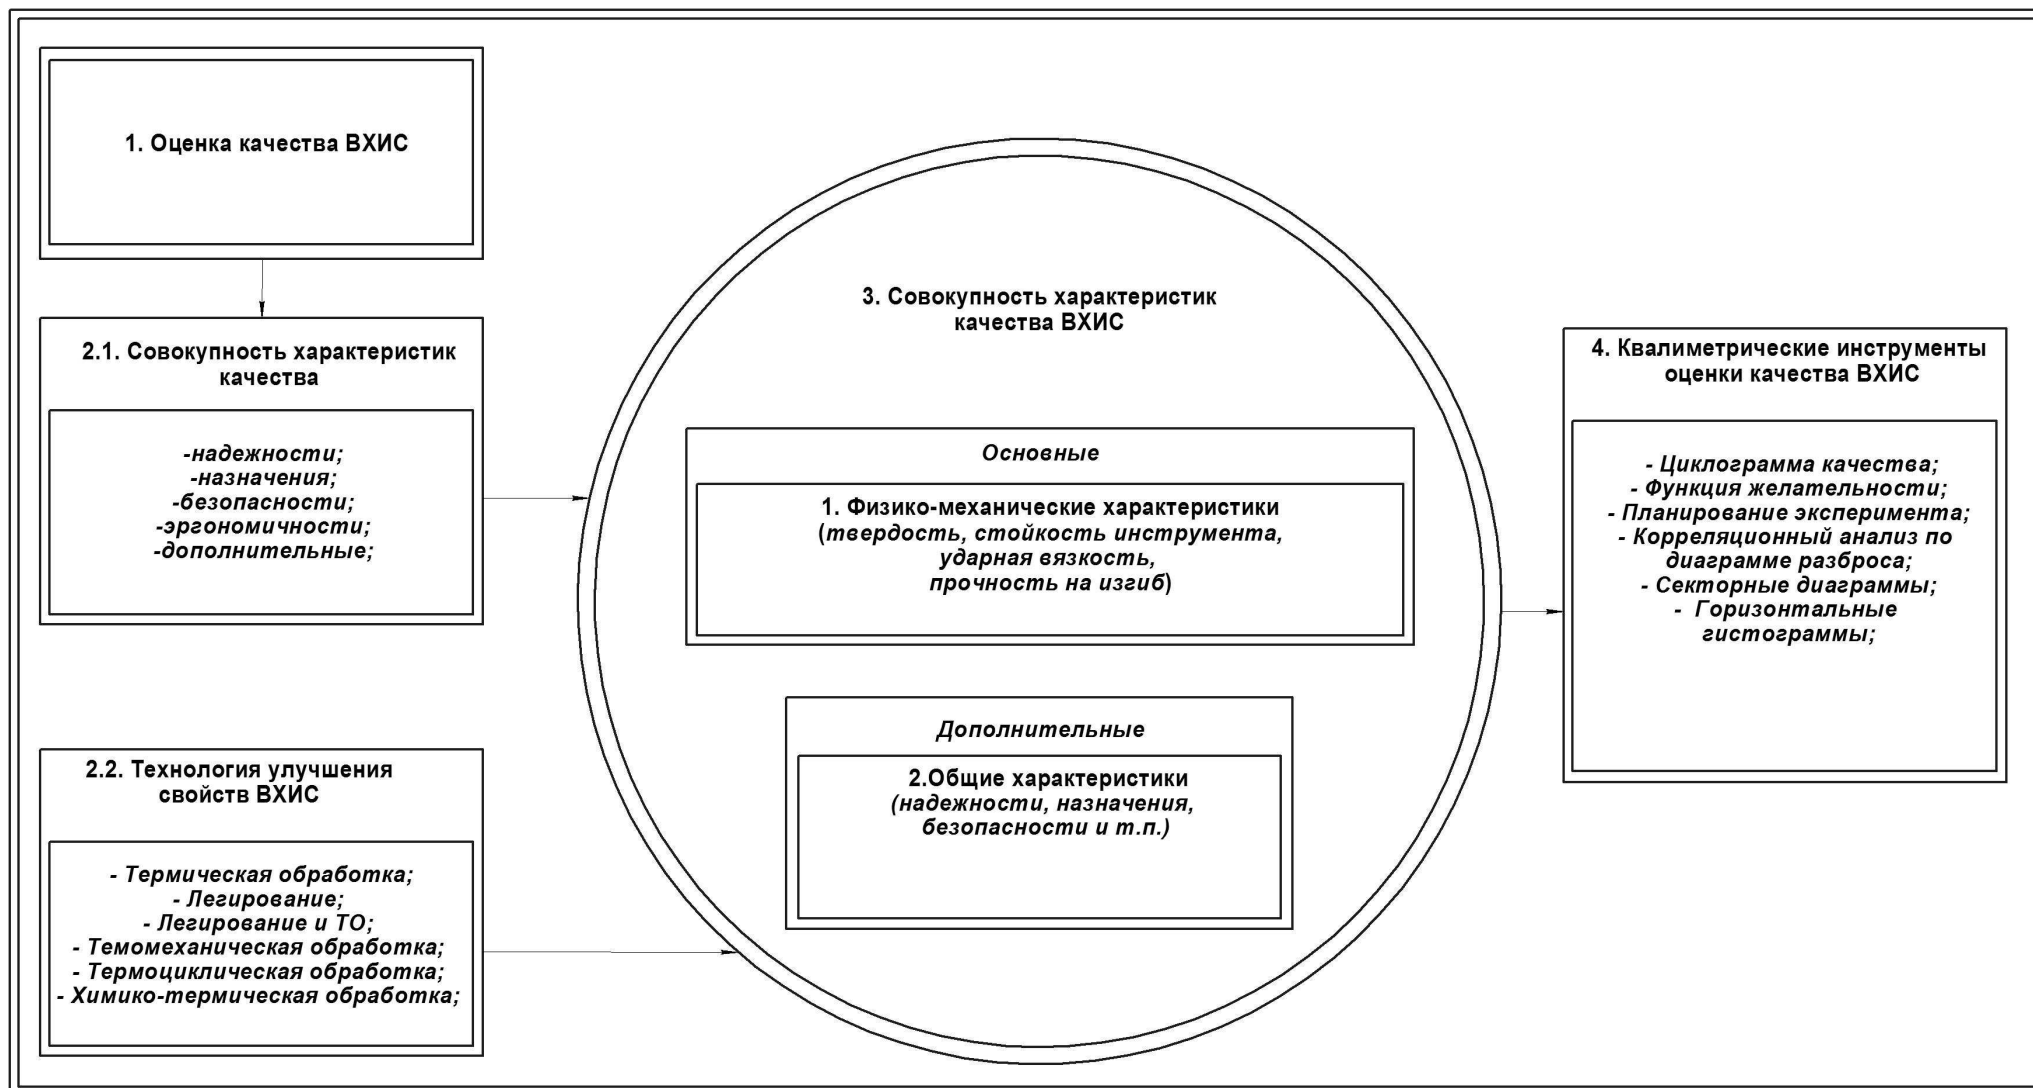 1. Оценка качества ВХИС
2.1. Совокупность характеристик
качества
-надежности;
-назначения;
-безопасности;
-эргономичности;
-дополнительные;
2.2. Технология улучшения
свойств ВХИС
- Термическая обработка;
- Легирование;
- Легирование и ТО;
- Темомеханическая обработка;
- Термоциклическая обработка;
- Химико-термическая обработка;
3. Совокупность характеристик
качества ВХИС
Основные
1. Физико-механические характеристики
(твердость, стойкость инструмента,
ударная вязкость,
прочность на изгиб)
Дополнительные
2.Общие характеристики
(надежности, назначения,
безопасности и т.п.)
4. Квалиметрические инструменты
оценки качества ВХИС
- Циклограмма качества;
- Функция желательности;
- Планирование эксперимента;
- Корреляционный анализ по
диаграмме разброса;
- Секторные диаграммы;
- Горизонтальные
гистограммы;